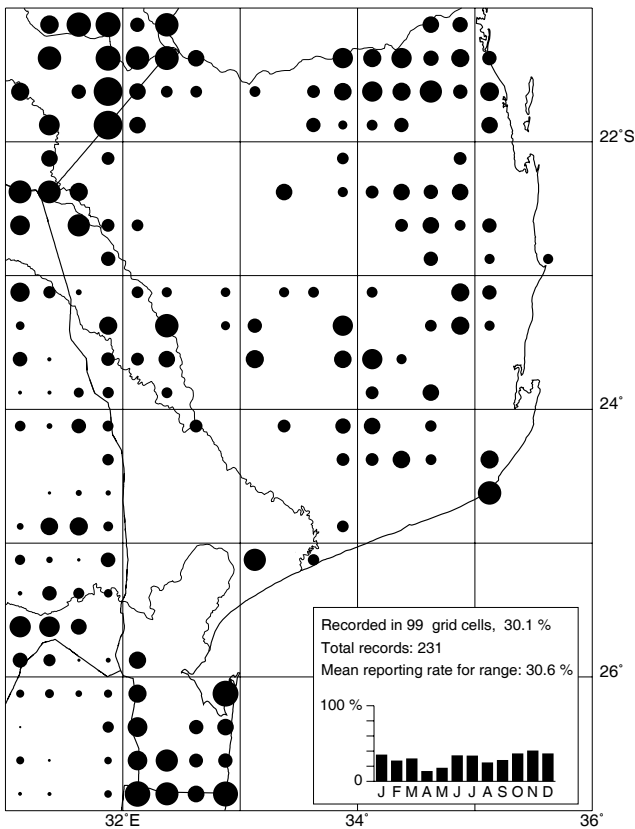 22°S
24°
Recorded in 99 grid cells, 30.1 %
Total records: 231
Mean reporting rate for range: 30.6 %
26°
100 %
0
J F M A M J J A S O N D
32°E
34°
36°